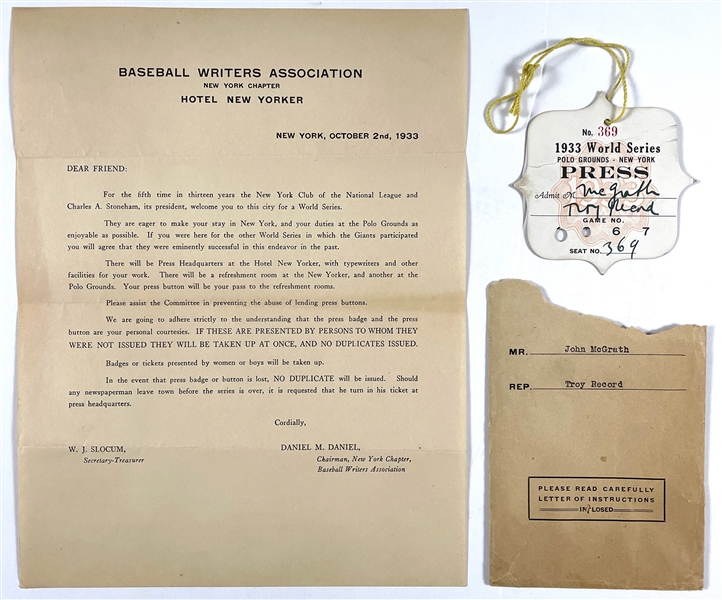 BASEBALL WRITERS ASSOCIATION
NEW YORK CHAPTER
HOTEL NEW YORKER
NEW YORK, OCTOBER 2nd, 1933
DEAR FRIEND:
For the fifth time in thirteen years the New York Club of the National League and
Charles A. Stoneham, its president, welcome you to this city for a World Series.
They are eager to make your stay in New York, and your duties at the Polo Grounds as
enjoyable as possible. If you were here for the other World Series in which the Giants participated
you will agree that they were eminently successful in this endeavor in the past.
There will be Press Headquarters at the Hotel New Yorker, with typewriters and other
facilities for your work. There will be a refreshment room at the New Yorker, and another at the
Polo Grounds. Your press button will be your pass to the refreshment rooms.
Please assist the Committee in preventing the abuse of lending press buttons.
We are going to adhere strictly to the understanding that the press badge and the press
button are your personal courtesies. IF THESE ARE PRESENTED BY PERSONS TO WHOM THEY
WERE NOT ISSUED THEY WILL BE TAKEN UP AT ONCE, AND NO DUPLICATES ISSUED.
Badges or tickets presented by women or boys will be taken up.
In the event that press badge or button is lost, NO DUPLICATE will be issued. Should
any newspaperman leave town before the series is over, it is requested that he turn in his ticket at
press headquarters.
Cordially,
W. J. SLOCUM,
Secretary-Treasurer
DANIEL M. DANIEL,
Chairman, New York Chapter,
Baseball Writers Association
No. 369
1933 World Series
POLO GROUNDS - NEW YORK
PRESS
Admit M McGrath
Troy Record
GAME NO.
6 7
SEAT NO. 369
MR. John McGrath
REP. Troy Record
PLEASE READ CAREFULLY
LETTER OF INSTRUCTIONS
INCLOSED